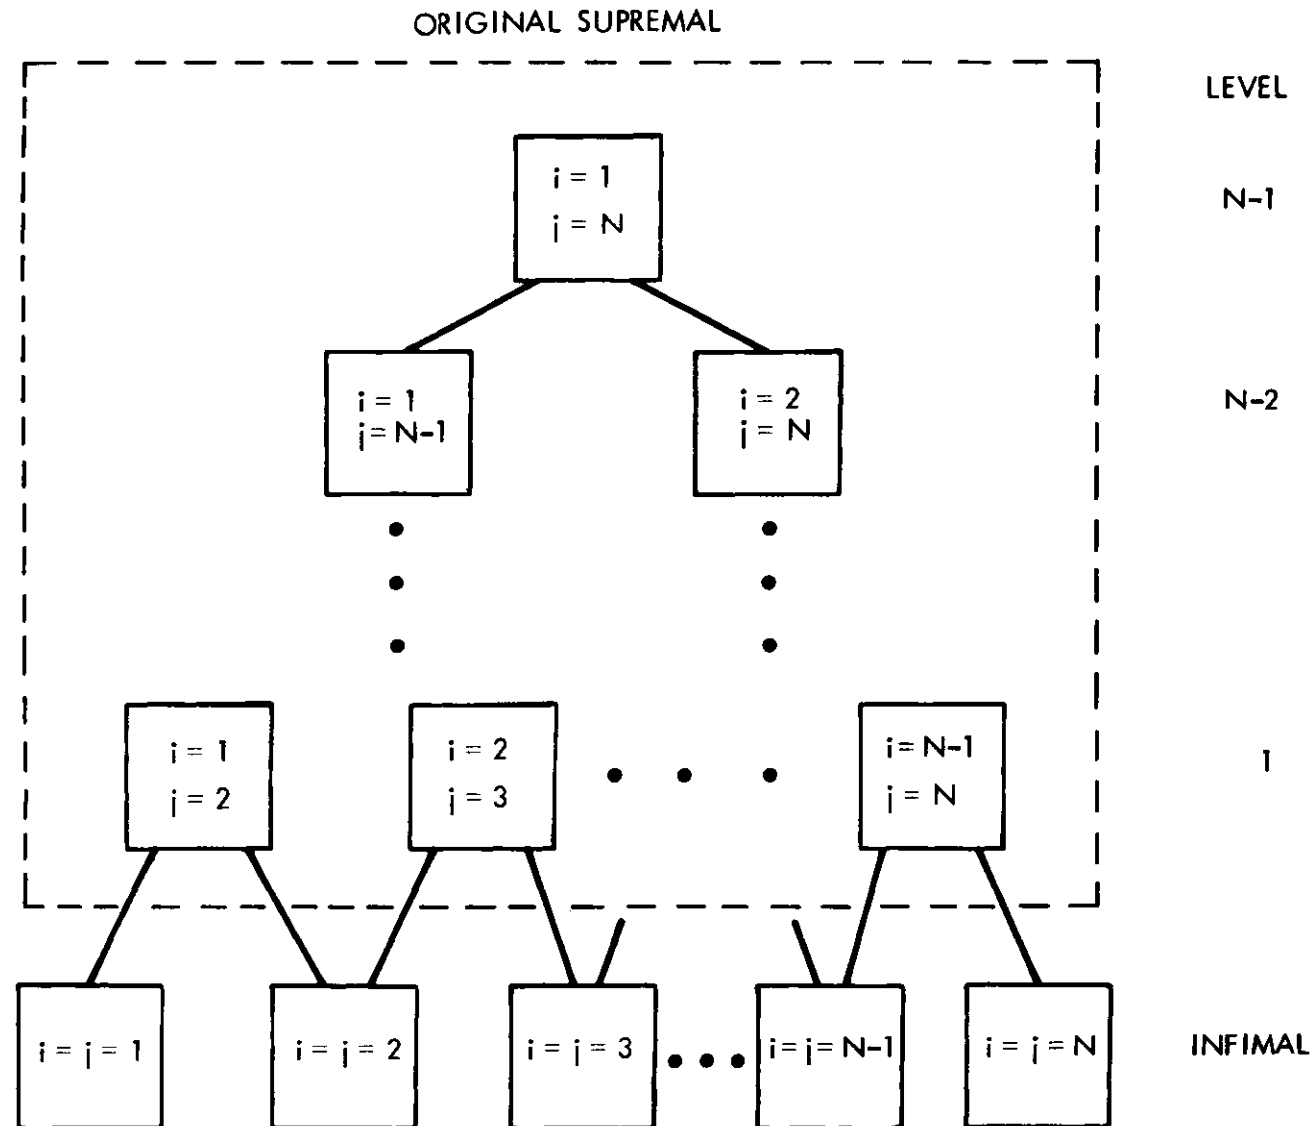 ORIGINAL SUPREMAL
LEVEL
i = 1
j = N
N-1
i = 1
j = N-1
i = 2
j = N
N-2
i = 1
j = 2
i = 2
j = 3
i = N-1
j = N
1
i = j = 1
i = j = 2
i = j = 3
i = j = N-1
i = j = N
INFIMAL